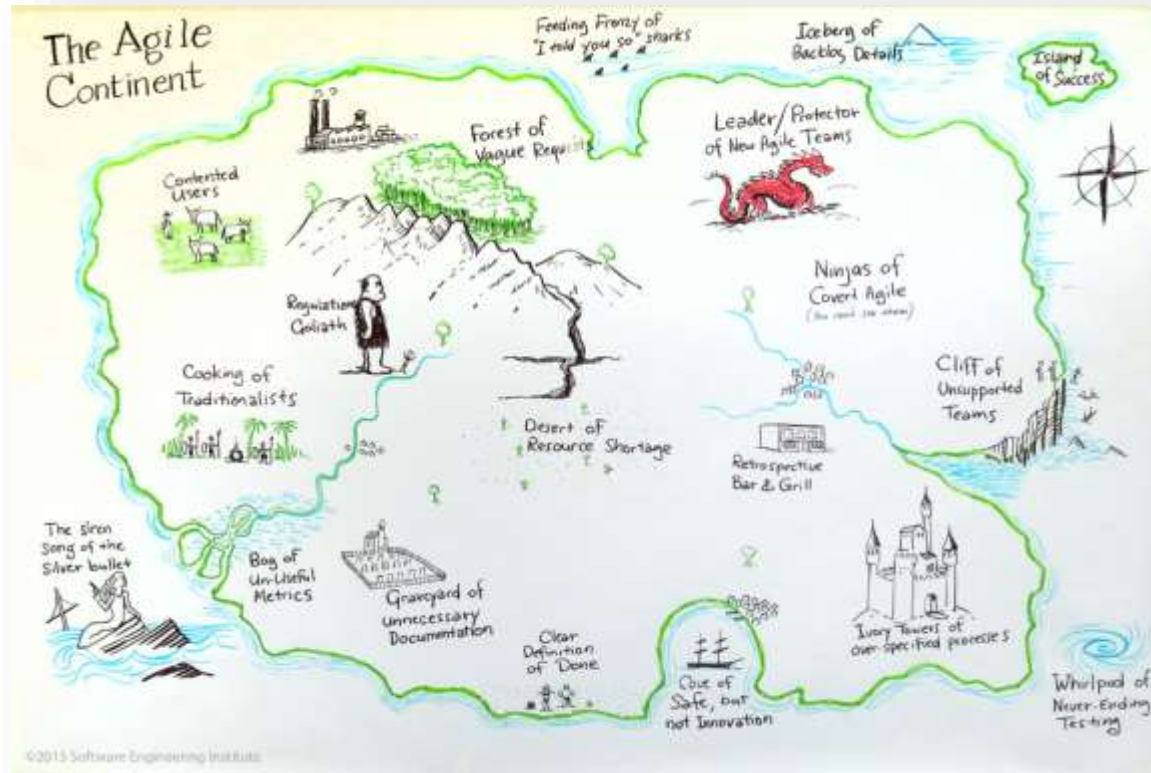 The Agile
Continent
Feeding Frenzy of
"I told you so" sharks
Iceberg of
Backlog Details
Island
of Success
Forest of
Vague Reqmts
Leader/Protector
of New Agile Teams
Contented
Users
Regulation
Goliath
Ninjas of
Covert Agile
Cooking of
Traditionalists
Cliff of
Unsupported
Teams
Desert of
Resource Shortage
Retrospective
Bar & Grill
The siren
song of the
Silver bullet
Bog of
Un-Useful
Metrics
Graveyard of
unnecessary
Documentation
Clear
Definition
of Done
Cove of
Safe, but
not Innovation
Ivory Towers of
over-specified processes
Whirlpool of
Never-Ending
Testing
©2015 Software Engineering Institute